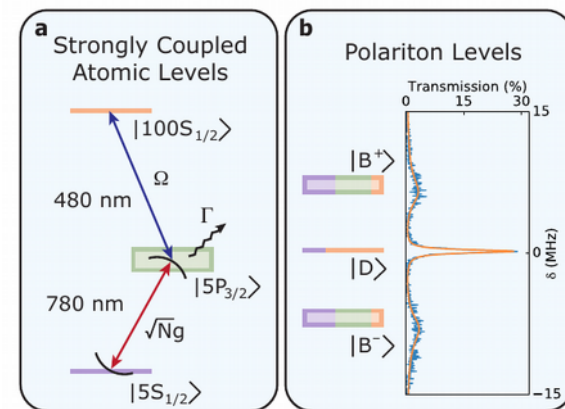 a
Strongly Coupled
Atomic Levels
|100S1/2⟩
Ω
480 nm
Γ
|5P3/2⟩
780 nm
√Ng
|5S1/2⟩
b
Polariton Levels
Transmission (%)
0 15 30
15
|B+⟩
|D⟩
0
δ (MHz)
|B-⟩
-15